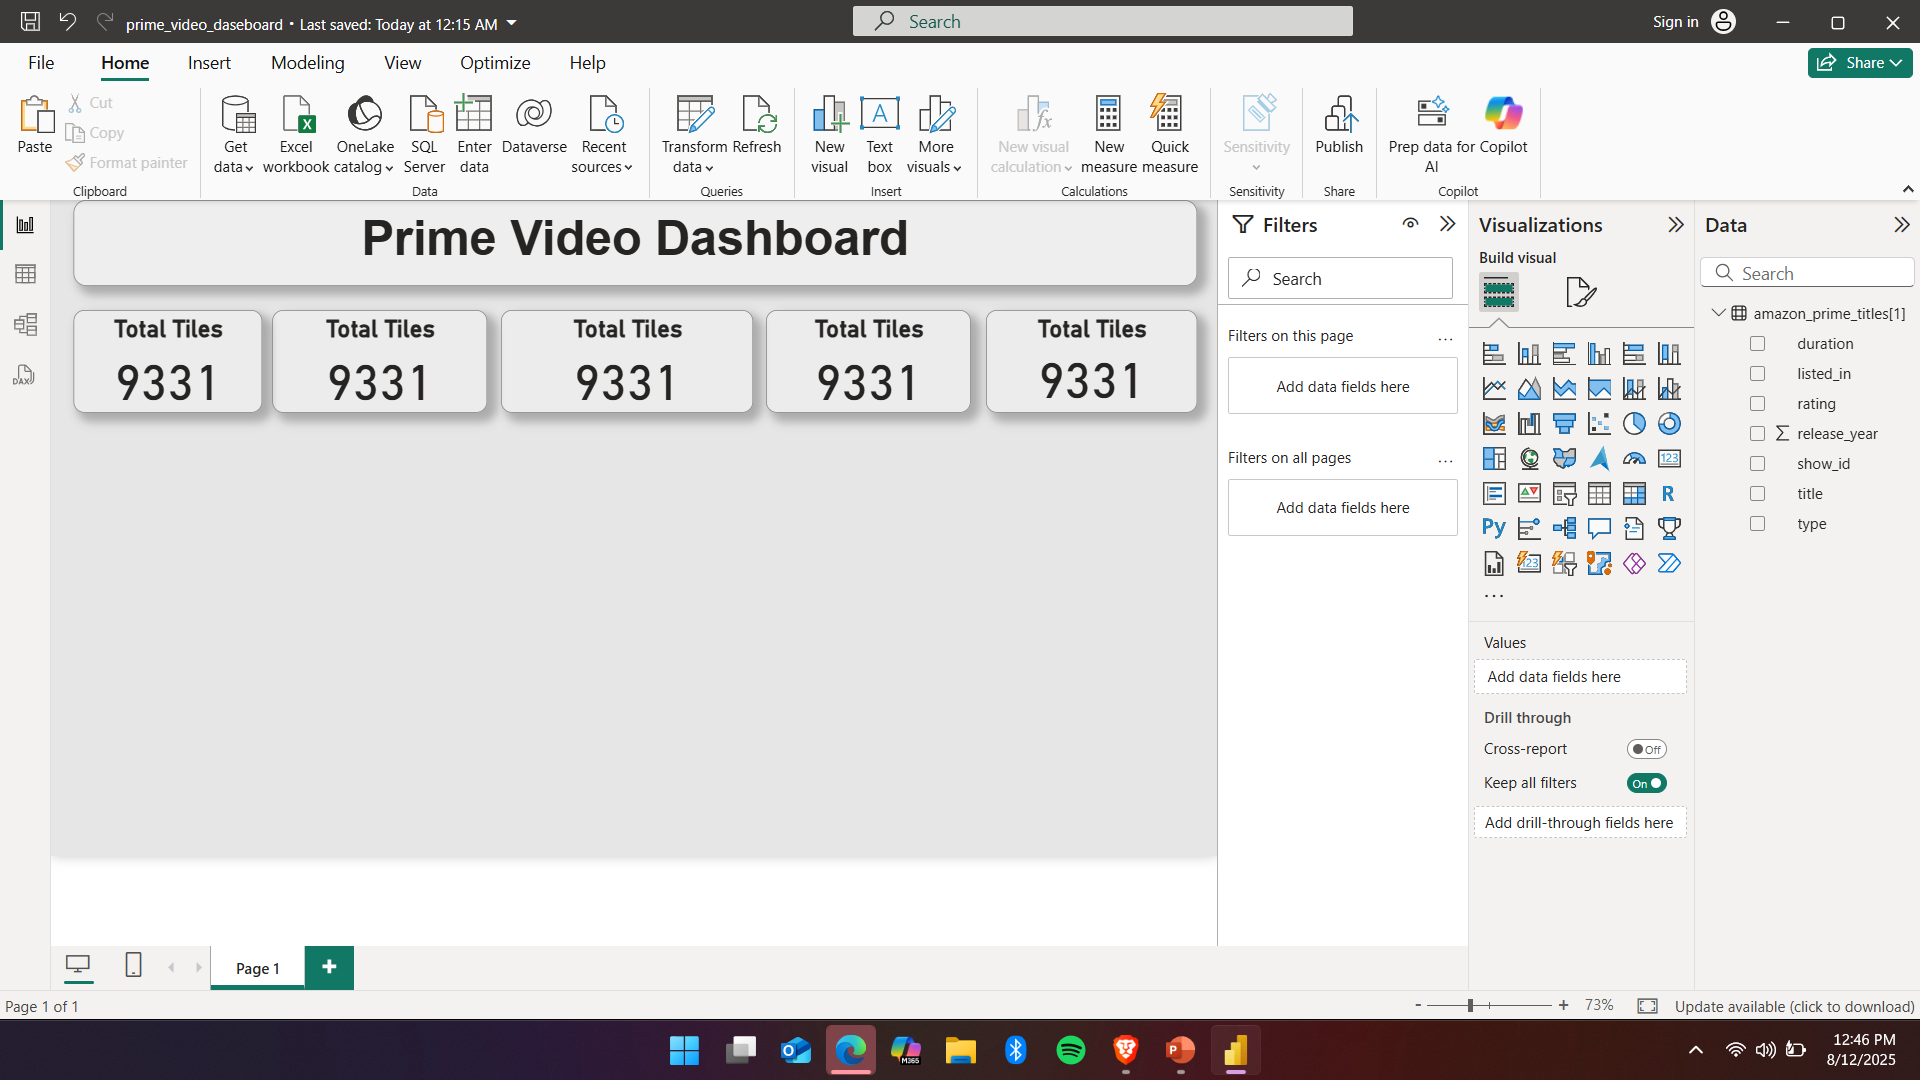 prime_video_daseboard • Last saved: Today at 12:15 AM
Search
Sign in
File
Home
Insert
Modeling
View
Optimize
Help
Share
Paste
Cut
Copy
Format painter
Clipboard
Get data
Excel workbook
OneLake catalog
SQL Server
Enter data
Dataverse
Recent sources
Data
Transform data
Refresh
Queries
New visual
Text box
More visuals
Insert
New visual calculation
New measure
Quick measure
Calculations
Sensitivity
Sensitivity
Publish
Share
Prep data for AI
Copilot
Copilot
Prime Video Dashboard
Total Tiles
9331
Total Tiles
9331
Total Tiles
9331
Total Tiles
9331
Total Tiles
9331
Filters
Search
Filters on this page
...
Add data fields here
Filters on all pages
...
Add data fields here
Visualizations
Build visual
123
R
Py
123
...
Values
Add data fields here
Drill through
Cross-report
Off
Keep all filters
On
Add drill-through fields here
Data
Search
amazon_prime_titles[1]
duration
listed_in
rating
Σ release_year
show_id
title
type
DAX
Page 1
+
Page 1 of 1
- + 73%
Update available (click to download)
M365
12:46 PM
8/12/2025